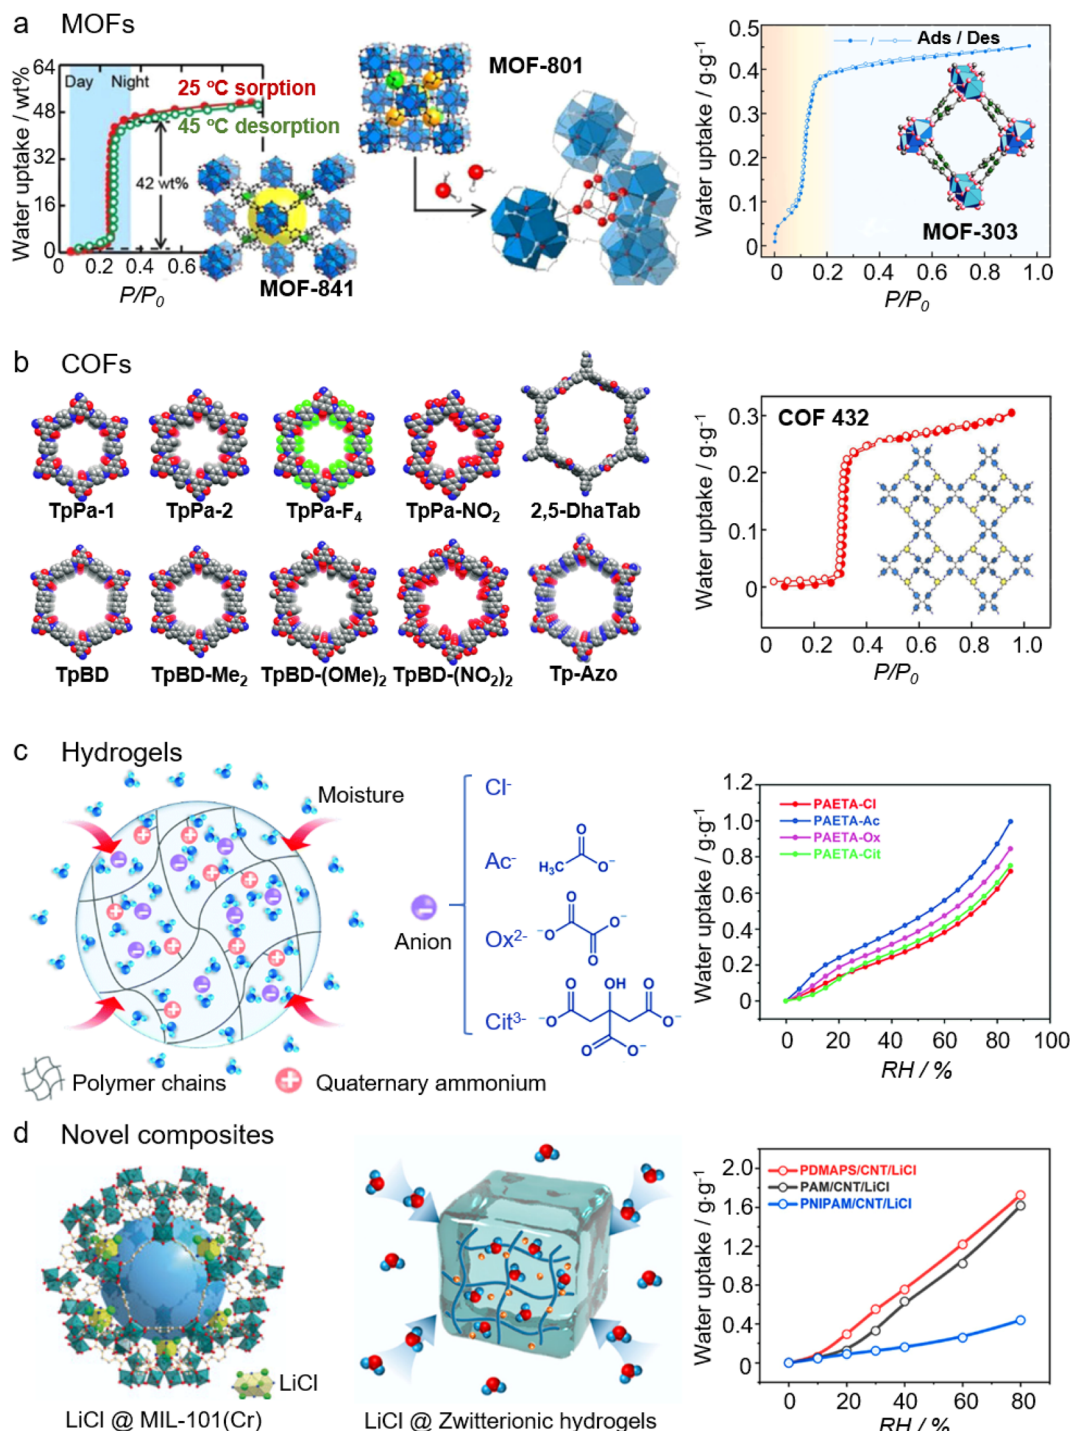 a MOFs
64
48
32
16
0
Water uptake / wt%
Day Night
25 °C sorption
45 °C desorption
42 wt%
0 0.2 0.4 0.6
P/P₀
MOF-841
MOF-801
0.5
0.4
0.3
0.2
0.1
0
Water uptake / g·g⁻¹
Ads / Des
MOF-303
0 0.2 0.4 0.6 0.8 1.0
P/P₀
b COFs
TpPa-1 TpPa-2 TpPa-F₄ TpPa-NO₂ 2,5-DhaTab
TpBD TpBD-Me₂ TpBD-(OMe)₂ TpBD-(NO₂)₂ Tp-Azo
0.3
0.2
0.1
0
Water uptake / g·g⁻¹
COF 432
0 0.2 0.4 0.6 0.8 1.0
P/P₀
c Hydrogels
Moisture
Anion
Cl⁻
Ac⁻
H₃C O O⁻
Ox²⁻
O O⁻ ⁻O O
Cit³⁻
O OH O
⁻O O⁻
O O⁻
Polymer chains
Quaternary ammonium
1.2
1.0
0.8
0.6
0.4
0.2
0
Water uptake / g·g⁻¹
PAETA-Cl
PAETA-Ac
PAETA-Ox
PAETA-Cit
0 20 40 60 80 100
RH / %
d Novel composites
LiCl
LiCl @ MIL-101(Cr)
LiCl @ Zwitterionic hydrogels
2.0
1.6
1.2
0.8
0.4
0
Water uptake / g·g⁻¹
PDMAPS/CNT/LiCl
PAM/CNT/LiCl
PNIPAM/CNT/LiCl
0 20 40 60 80
RH / %